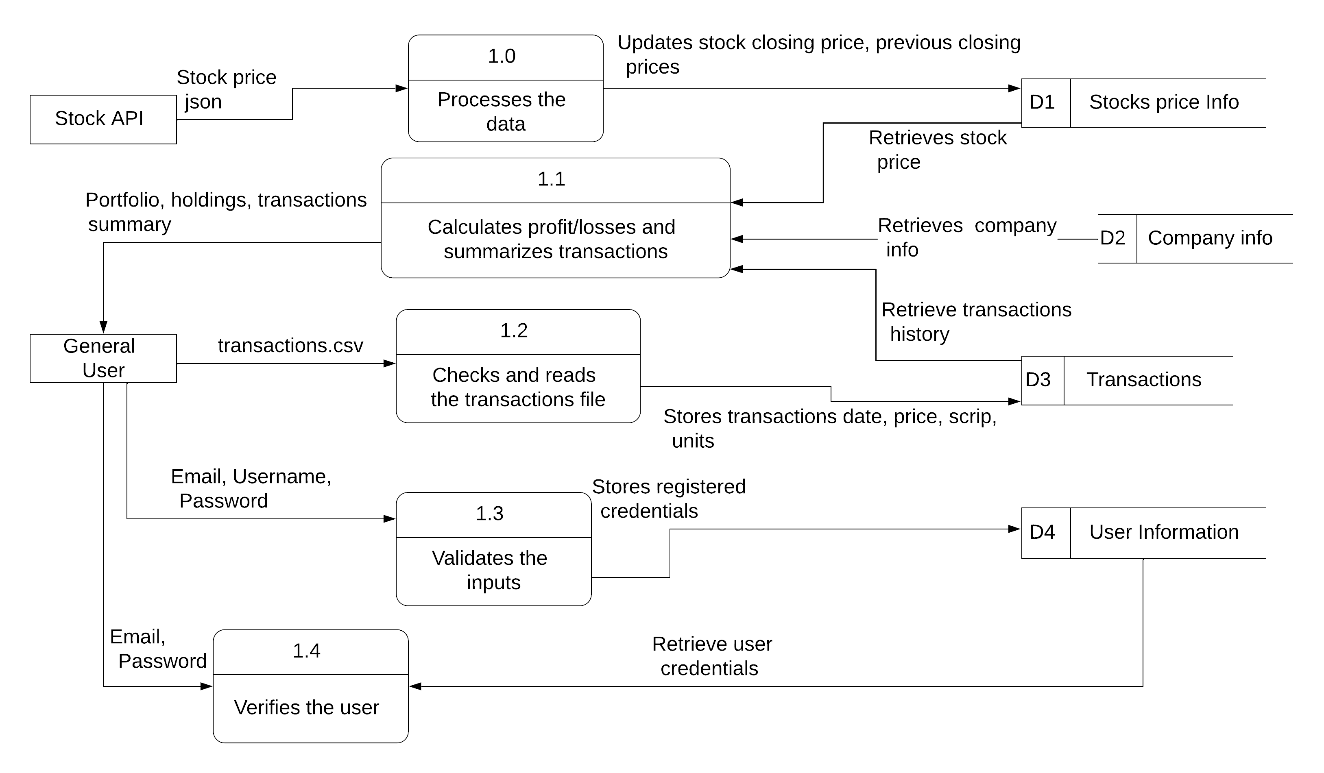 1.0
Updates stock closing price, previous closing
prices
Stock price
json
Stock API
Processes the
data
D1
Stocks price Info
Retrieves stock
price
1.1
Portfolio, holdings, transactions
summary
Calculates profit/losses and
summarizes transactions
Retrieves company
info
D2
Company info
Retrieve transactions
history
General
User
transactions.csv
1.2
Checks and reads
the transactions file
D3
Transactions
Stores transactions date, price, scrip,
units
Email, Username,
Password
1.3
Validates the
inputs
Stores registered
credentials
D4
User Information
Email,
Password
1.4
Verifies the user
Retrieve user
credentials